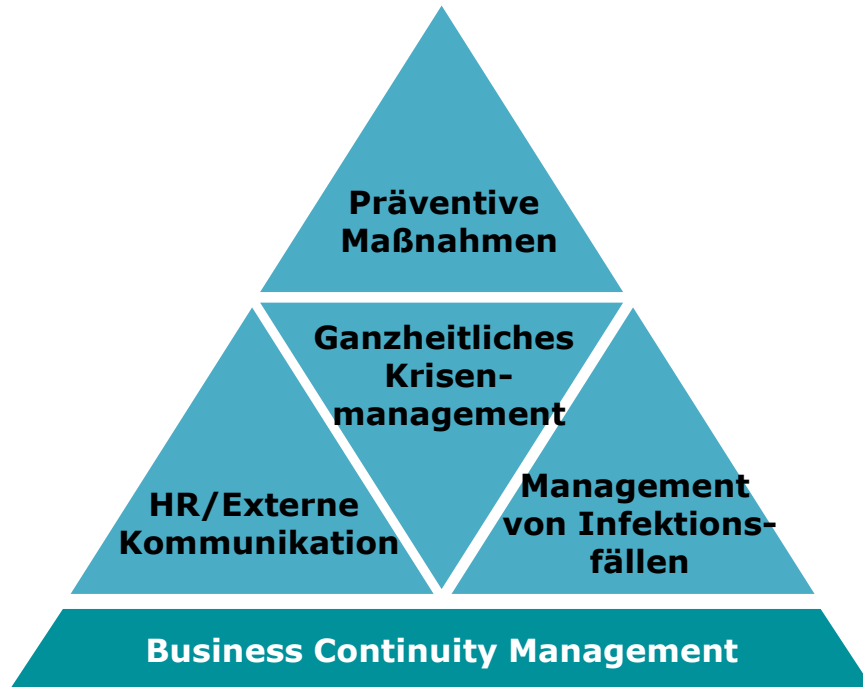 Präventive
Maßnahmen
Ganzheitliches
Krisen-
management
HR/Externe
Kommunikation
Management
von Infektions-
fällen
Business Continuity Management